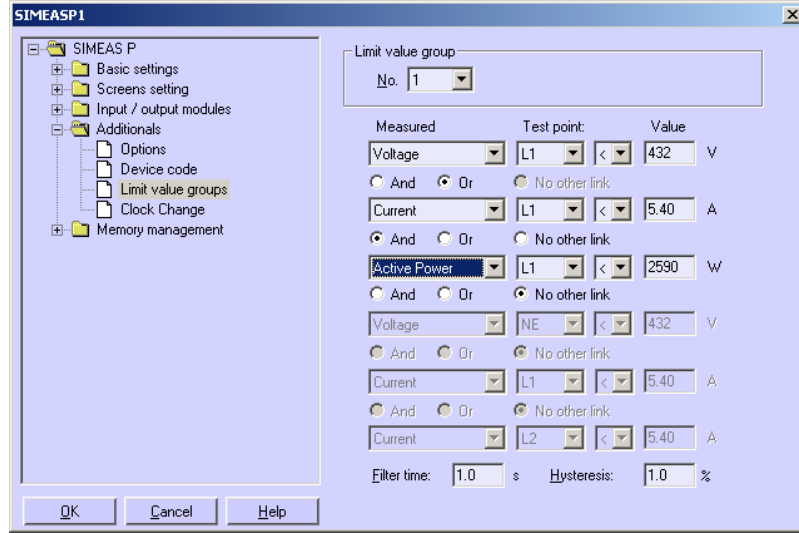 SIMEASP1
SIMEAS P
Basic settings
Screens setting
Input / output modules
Additionals
Options
Device code
Limit value groups
Clock Change
Memory management
Limit value group
No. 1
Measured Test point: Value
Voltage L1 < 432 V
And Or No other link
Current L1 < 5.40 A
And Or No other link
Active Power L1 < 2590 W
And Or No other link
Voltage NE < 432 V
And Or No other link
Current L1 < 5.40 A
And Or No other link
Current L2 < 5.40 A
Filter time: 1.0 s Hysteresis: 1.0 %
OK Cancel Help